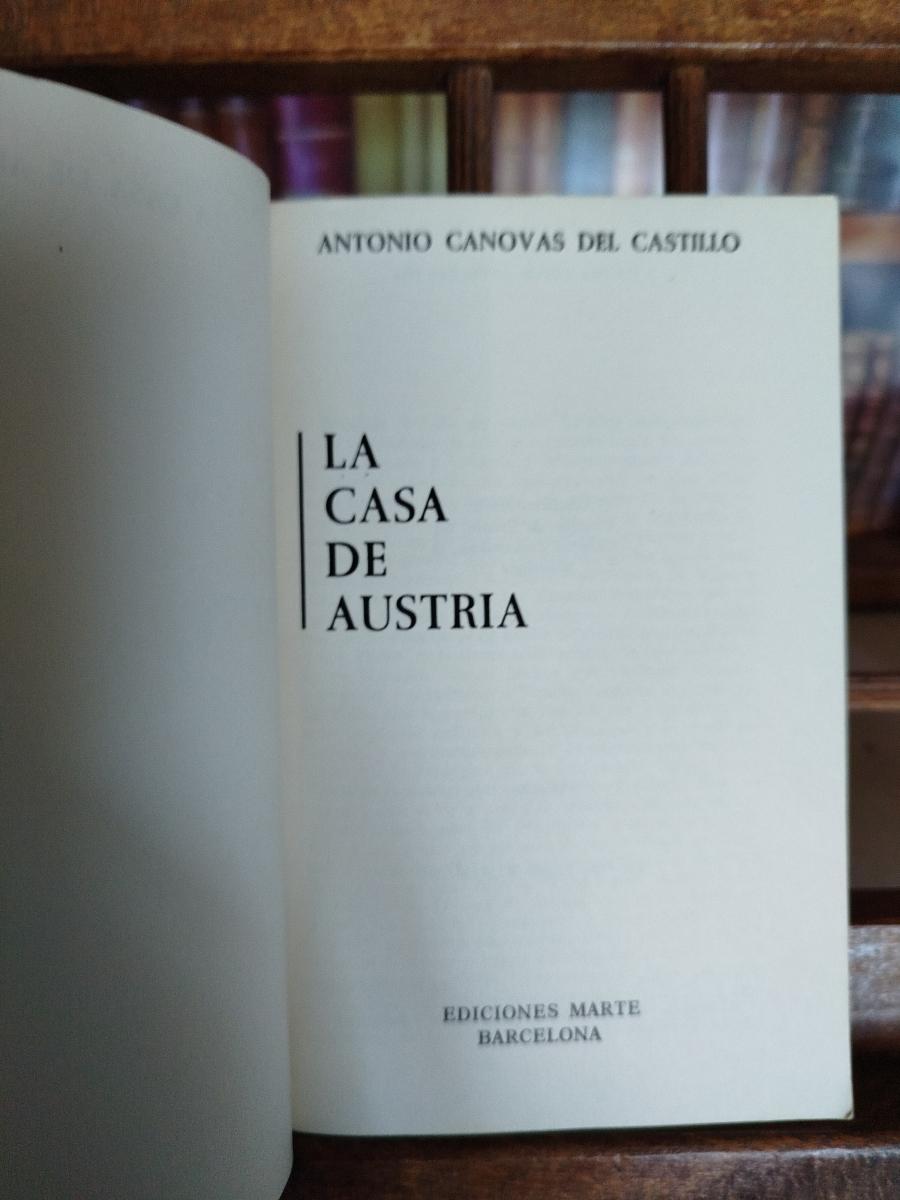 ANTONIO CANOVAS DEL CASTILLO
LA
CASA
DE
AUSTRIA
EDICIONES MARTE
BARCELONA